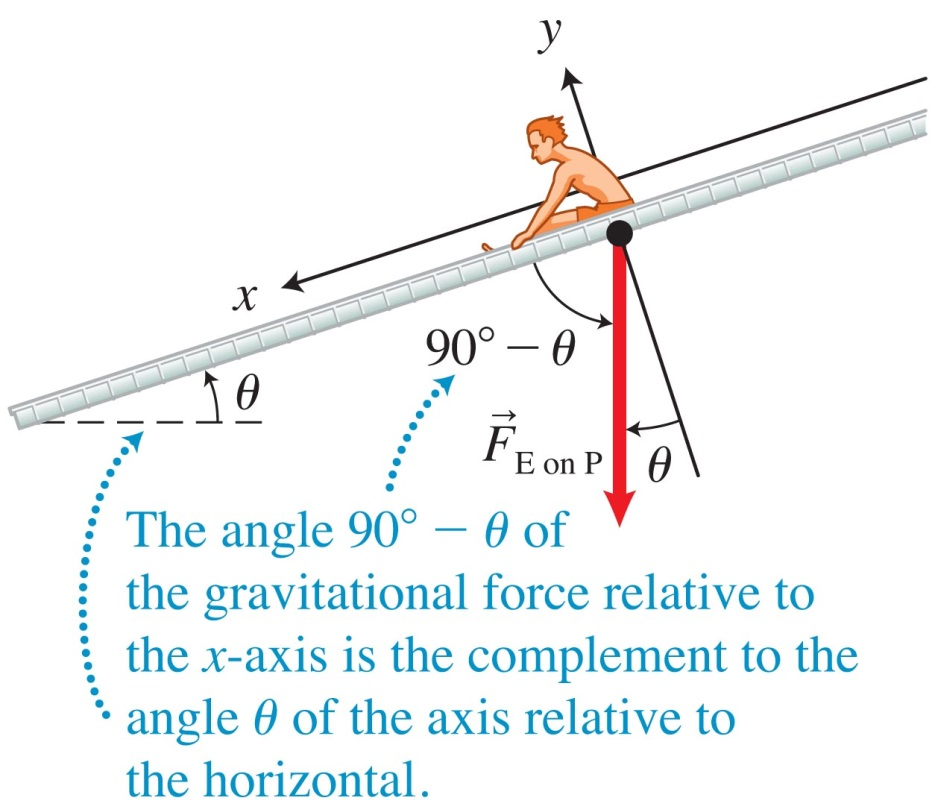 y
x
90° − θ
θ
F⃗ E on P
θ
The angle 90° − θ of
the gravitational force relative to
the x-axis is the complement to the
angle θ of the axis relative to
the horizontal.